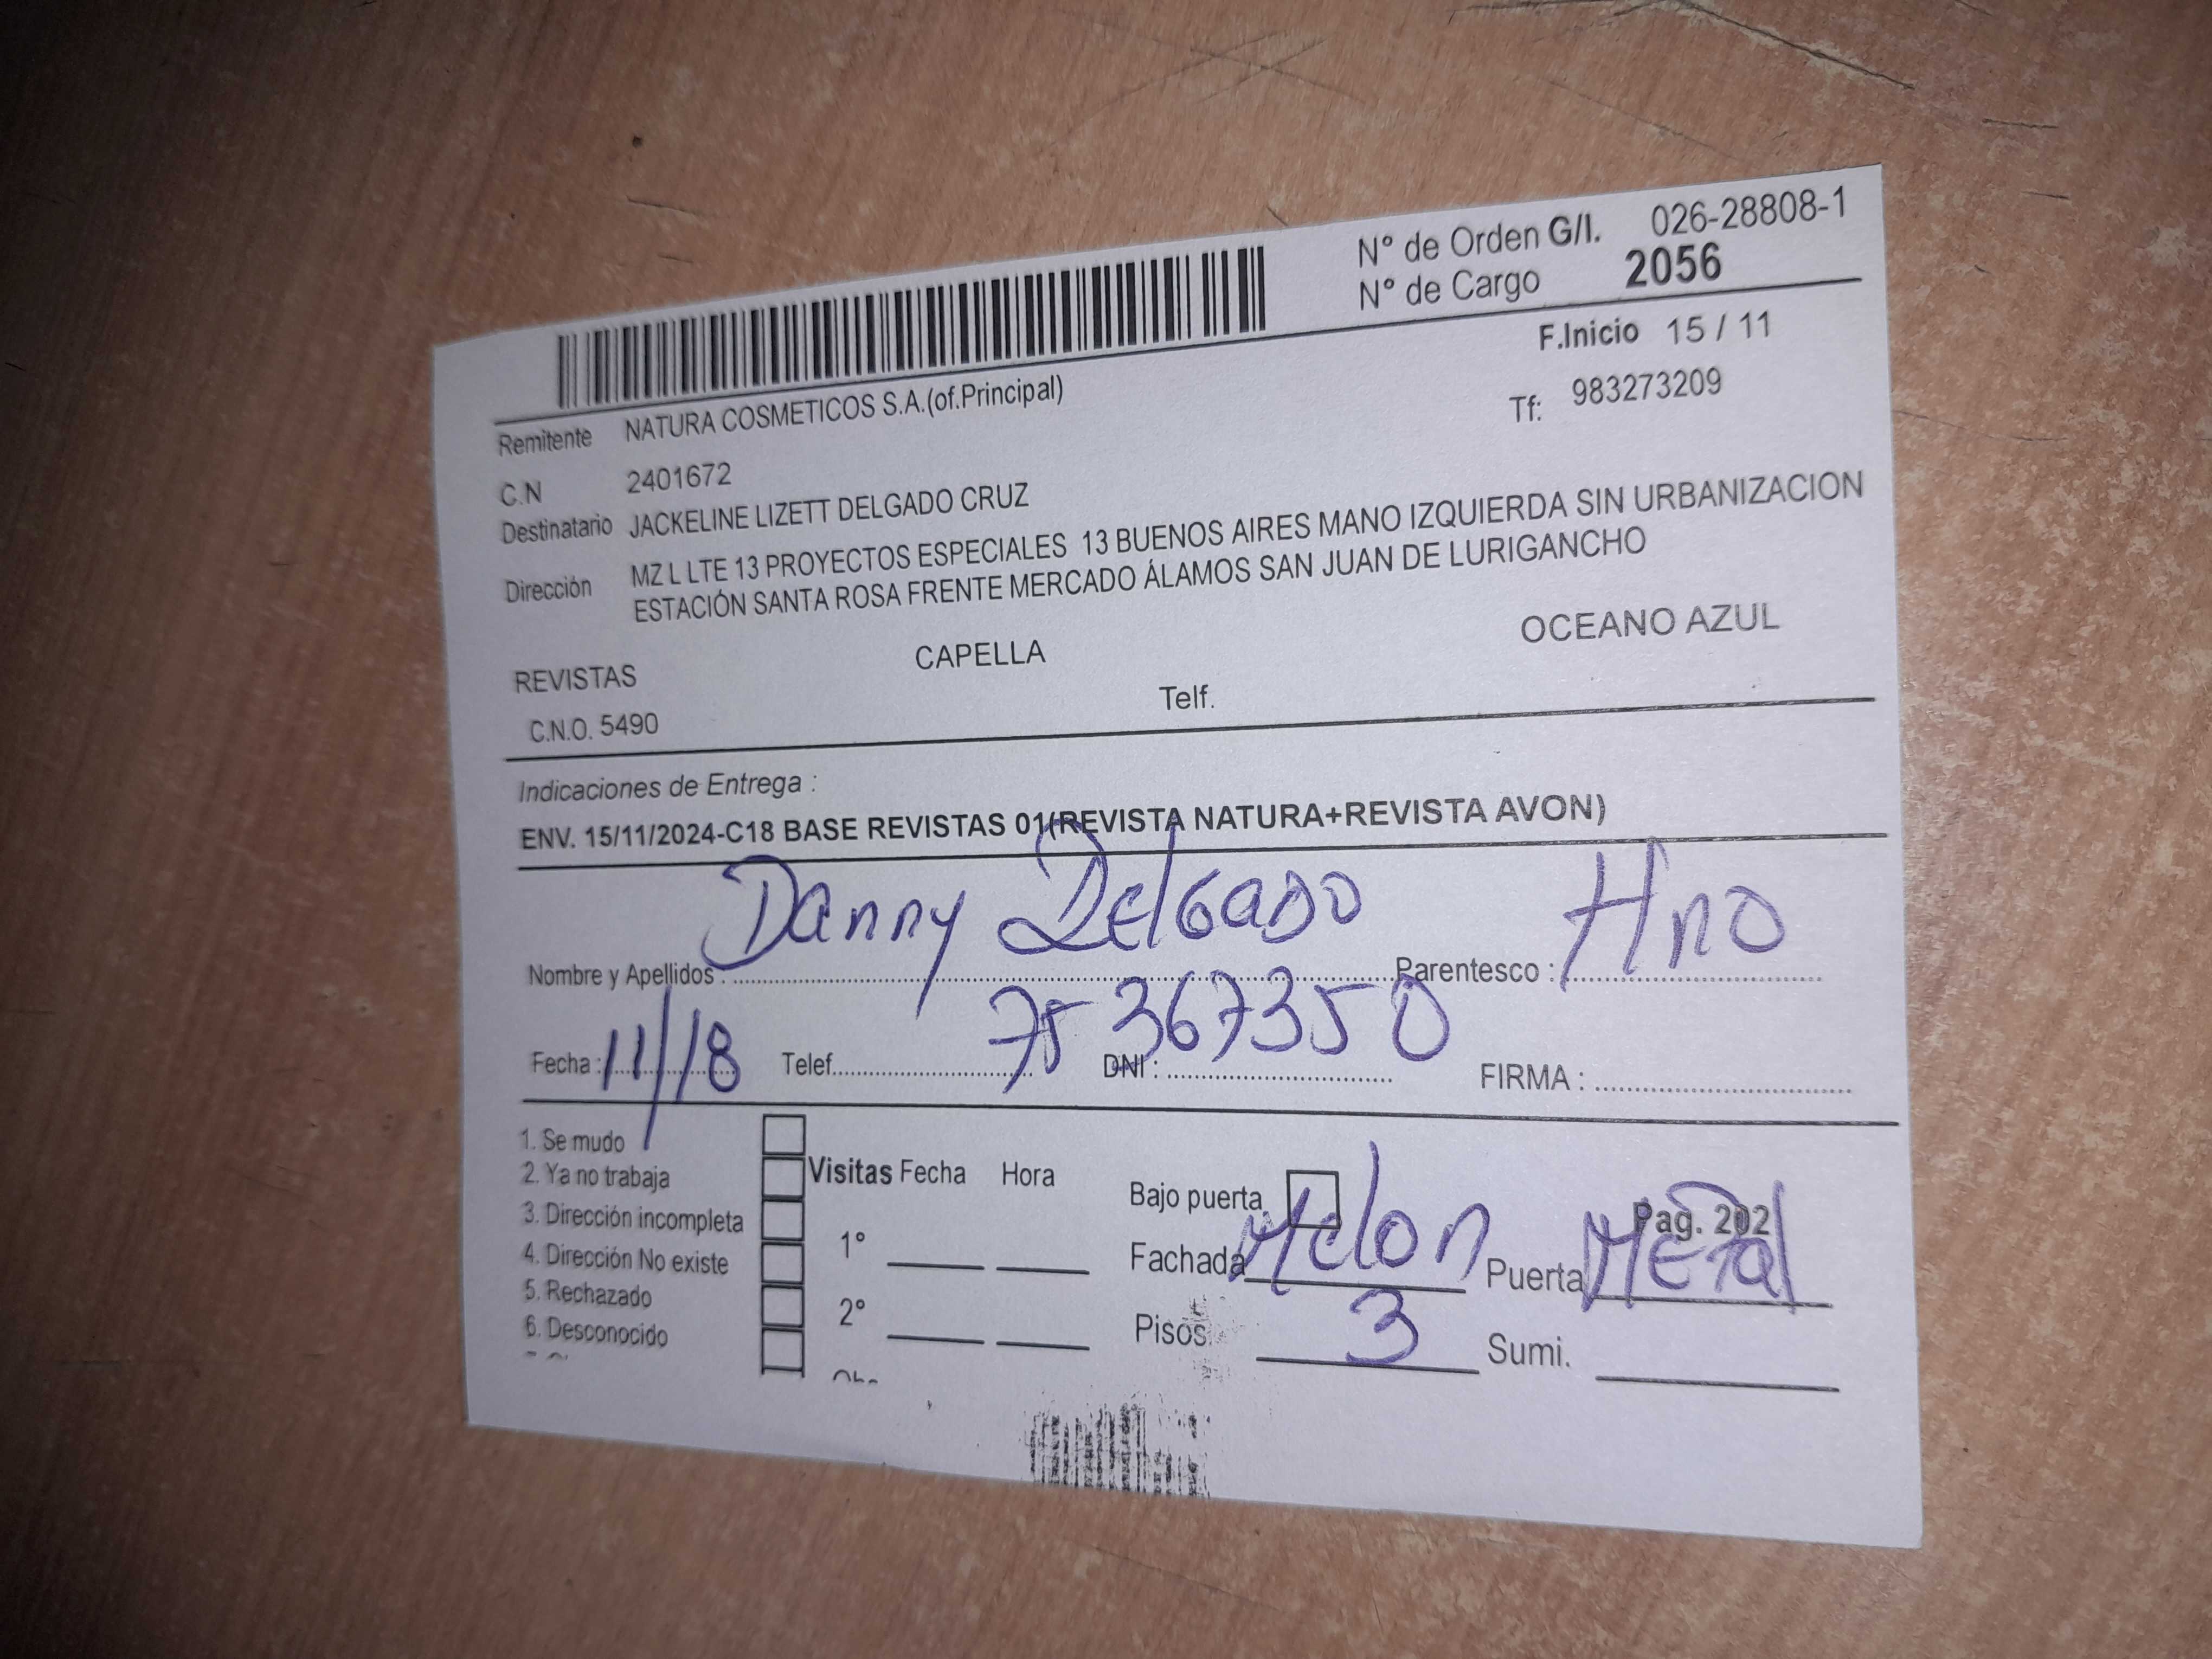 N° de Orden G/I. 026-28808-1
N° de Cargo 2056
F.Inicio 15 / 11
Remitente NATURA COSMETICOS S.A.(of.Principal)
Tf: 983273209
C.N 2401672
Destinatario JACKELINE LIZETT DELGADO CRUZ
Dirección MZ L LTE 13 PROYECTOS ESPECIALES 13 BUENOS AIRES MANO IZQUIERDA SIN URBANIZACION
ESTACIÓN SANTA ROSA FRENTE MERCADO ÁLAMOS SAN JUAN DE LURIGANCHO
REVISTAS CAPELLA OCEANO AZUL
C.N.O. 5490 Telf.
Indicaciones de Entrega :
ENV. 15/11/2024-C18 BASE REVISTAS 01(REVISTA NATURA+REVISTA AVON)
Nombre y Apellidos : Danny Delgado Parentesco : Hno
Fecha : 11/18 Telef. DNI : 75367350 FIRMA :
1. Se mudo
2. Ya no trabaja
3. Dirección incompleta
4. Dirección No existe
5. Rechazado
6. Desconocido
Visitas Fecha Hora
1°
2°
Bajo puerta Pag. 202
Fachada Melon Puerta Metal
Pisos 3 Sumi.